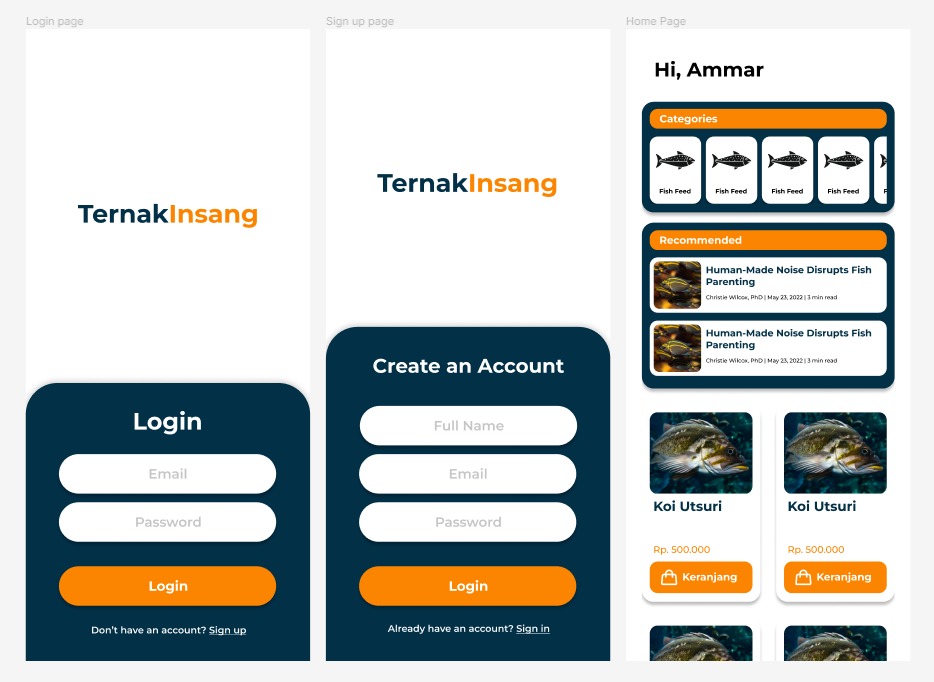 Login page
TernakInsang
Login
Email
Password
Login
Don't have an account? Sign up
Sign up page
TernakInsang
Create an Account
Full Name
Email
Password
Login
Already have an account? Sign in
Home Page
Hi, Ammar
Categories
Fish Feed
Fish Feed
Fish Feed
Fish Feed
F
Recommended
Human-Made Noise Disrupts Fish
Parenting
Christie Wilcox, PhD | May 23, 2022 | 3 min read
Human-Made Noise Disrupts Fish
Parenting
Christie Wilcox, PhD | May 23, 2022 | 3 min read
Koi Utsuri
Rp. 500.000
Keranjang
Koi Utsuri
Rp. 500.000
Keranjang